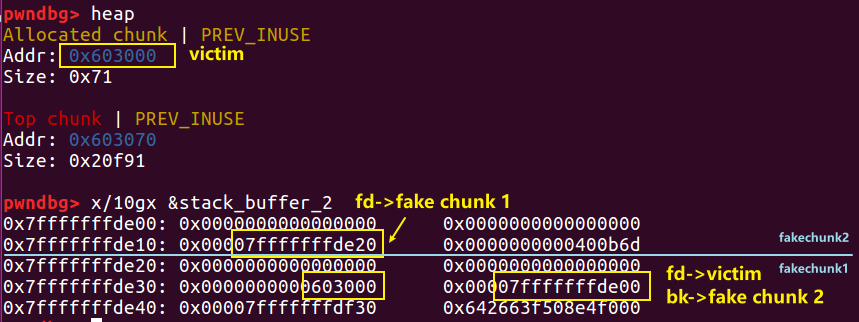 pwndbg> heap
Allocated chunk | PREV_INUSE
Addr: 0x603000 victim
Size: 0x71
Top chunk | PREV_INUSE
Addr: 0x603070
Size: 0x20f91
pwndbg> x/10gx &stack_buffer_2 fd->fake chunk 1
0x7fffffffde00: 0x0000000000000000 0x0000000000000000
0x7fffffffde10: 0x00007fffffffde20 0x0000000000400b6d fakechunk2
0x7fffffffde20: 0x0000000000000000 0x0000000000000000 fakechunk1
0x7fffffffde30: 0x0000000000603000 0x00007fffffffde00 fd->victim
bk->fake chunk 2
0x7fffffffde40: 0x00007fffffffdf30 0x642663f508e4f000